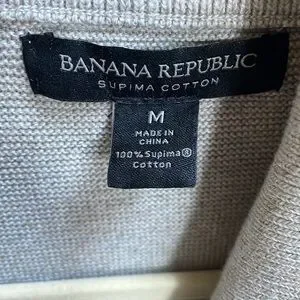 BANANA REPUBLIC
SUPIMA COTTON
M
MADE IN
CHINA
100% Supima®
Cotton